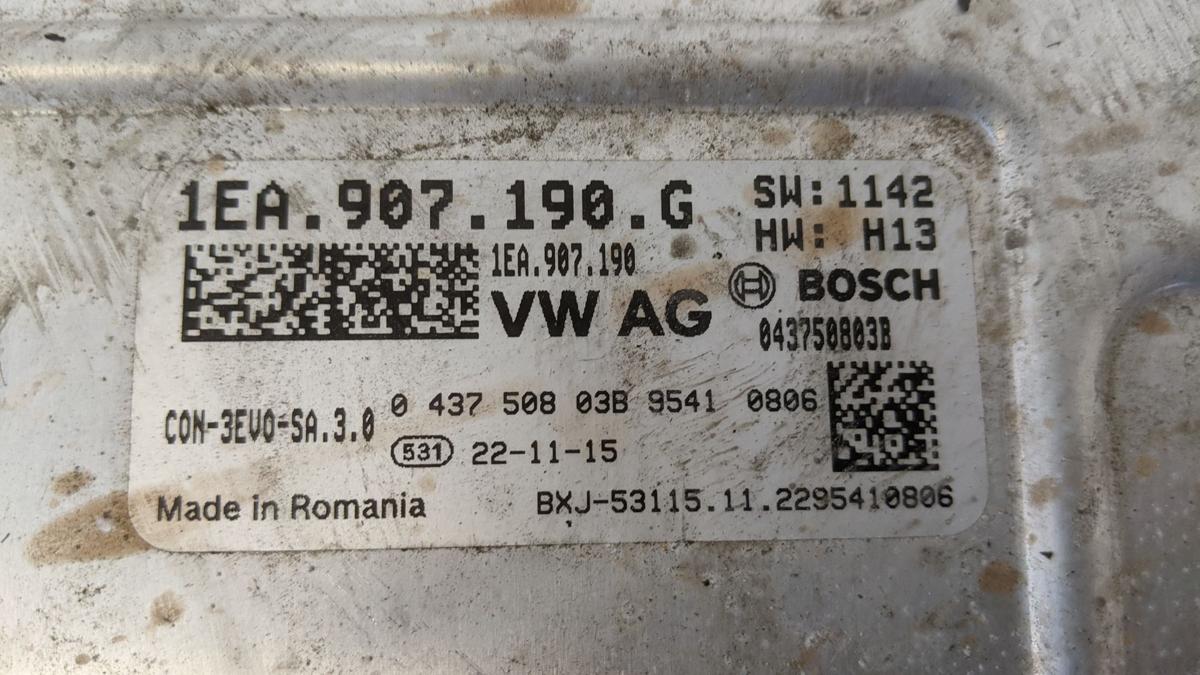 1EA.907.190.G
SW:1142
HW: H13
1EA.907.190
VW AG
BOSCH
043750803B
CON-3EVO-SA.3.0
0 437 508 03B 9541 0806
531 22-11-15
Made in Romania
BXJ-53115.11.2295410806